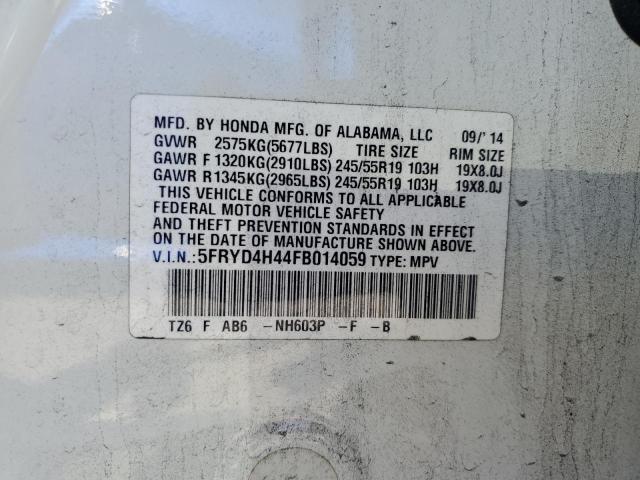 MFD. BY HONDA MFG. OF ALABAMA, LLC 09/'14
GVWR 2575KG(5677LBS) TIRE SIZE RIM SIZE
GAWR F 1320KG(2910LBS) 245/55R19 103H 19X8.0J
GAWR R 1345KG(2965LBS) 245/55R19 103H 19X8.0J
THIS VEHICLE CONFORMS TO ALL APPLICABLE
FEDERAL MOTOR VEHICLE SAFETY
AND THEFT PREVENTION STANDARDS IN EFFECT
ON THE DATE OF MANUFACTURE SHOWN ABOVE.
V.I.N.:5FRYD4H44FB014059 TYPE: MPV
TZ6 F AB6 -NH603P -F -B